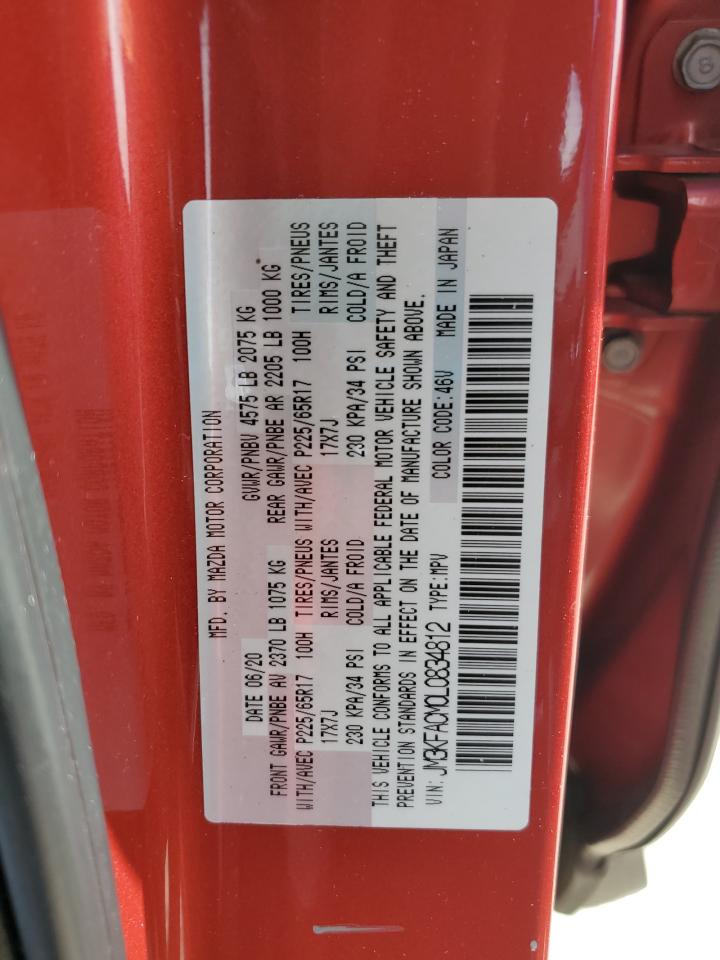 MFD. BY MAZDA MOTOR CORPORATION
DATE 06/20 GVWR/PNBV 4575 LB 2075 KG
FRONT GAWR/PNBE AV 2370 LB 1075 KG REAR GAWR/PNBE AR 2205 LB 1000 KG
WITH/AVEC P225/65R17 100H TIRES/PNEUS WITH/AVEC P225/65R17 100H TIRES/PNEUS
17X7J RIMS/JANTES 17X7J RIMS/JANTES
230 KPA/34 PSI COLD/A FROID 230 KPA/34 PSI COLD/A FROID
THIS VEHICLE CONFORMS TO ALL APPLICABLE FEDERAL MOTOR VEHICLE SAFETY AND THEFT
PREVENTION STANDARDS IN EFFECT ON THE DATE OF MANUFACTURE SHOWN ABOVE.
VIN: JM3KFACM0L0834812 TYPE:MPV COLOR CODE:46V MADE IN JAPAN
8